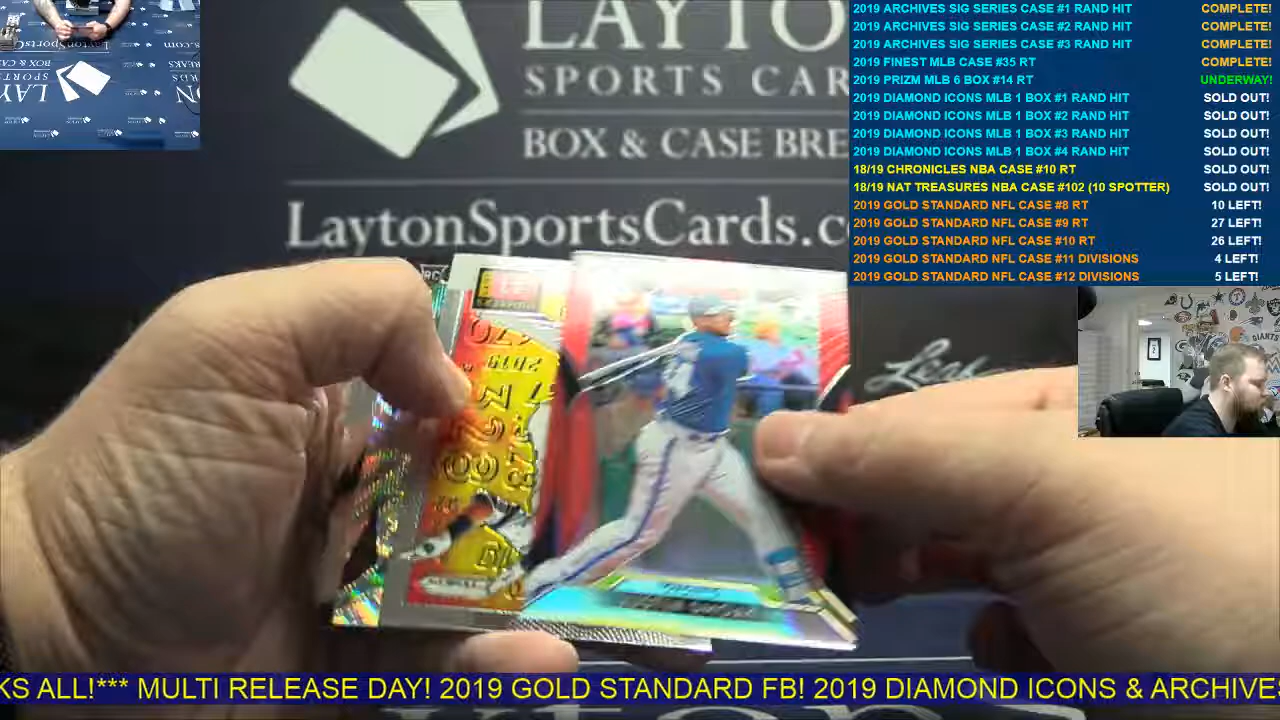 LAYTO
SPORTS CAR
BOX & CASE BRE
LaytonSportsCards.co
2019 ARCHIVES SIG SERIES CASE #1 RAND HIT COMPLETE!
2019 ARCHIVES SIG SERIES CASE #2 RAND HIT COMPLETE!
2019 ARCHIVES SIG SERIES CASE #3 RAND HIT COMPLETE!
2019 FINEST MLB CASE #35 RT COMPLETE!
2019 PRIZM MLB 6 BOX #14 RT UNDERWAY!
2019 DIAMOND ICONS MLB 1 BOX #1 RAND HIT SOLD OUT!
2019 DIAMOND ICONS MLB 1 BOX #2 RAND HIT SOLD OUT!
2019 DIAMOND ICONS MLB 1 BOX #3 RAND HIT SOLD OUT!
2019 DIAMOND ICONS MLB 1 BOX #4 RAND HIT SOLD OUT!
18/19 CHRONICLES NBA CASE #10 RT SOLD OUT!
18/19 NAT TREASURES NBA CASE #102 (10 SPOTTER) SOLD OUT!
2019 GOLD STANDARD NFL CASE #8 RT 10 LEFT!
2019 GOLD STANDARD NFL CASE #9 RT 27 LEFT!
2019 GOLD STANDARD NFL CASE #10 RT 26 LEFT!
2019 GOLD STANDARD NFL CASE #11 DIVISIONS 4 LEFT!
2019 GOLD STANDARD NFL CASE #12 DIVISIONS 5 LEFT!
RC
Leaf
GIANTS
KS ALL!*** MULTI RELEASE DAY! 2019 GOLD STANDARD FB! 2019 DIAMOND ICONS & ARCHIVES